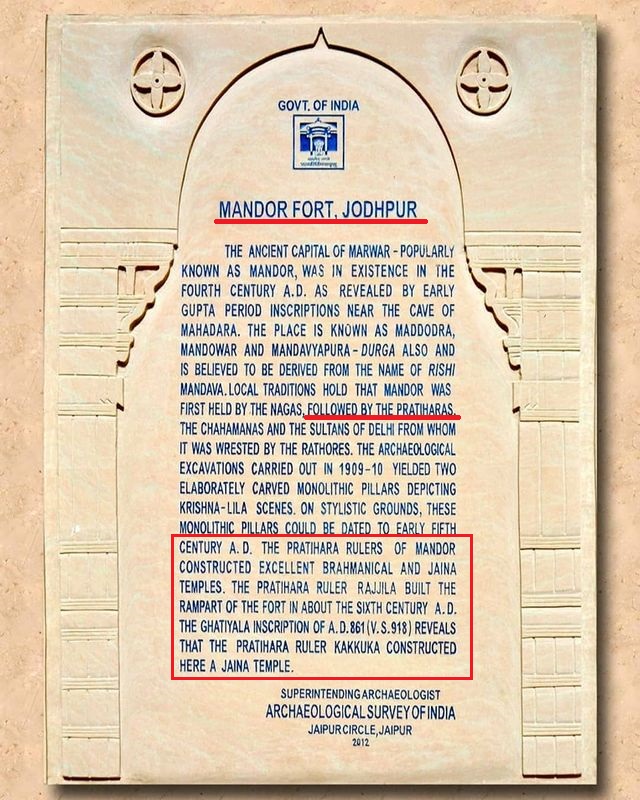 GOVT. OF INDIA
MANDOR FORT, JODHPUR
THE ANCIENT CAPITAL OF MARWAR - POPULARLY
KNOWN AS MANDOR, WAS IN EXISTENCE IN THE
FOURTH CENTURY A.D. AS REVEALED BY EARLY
GUPTA PERIOD INSCRIPTIONS NEAR THE CAVE OF
MAHADARA. THE PLACE IS KNOWN AS MADDODRA,
MANDOWAR AND MANDAVYAPURA - DURGA ALSO AND
IS BELIEVED TO BE DERIVED FROM THE NAME OF RISHI
MANDAVA. LOCAL TRADITIONS HOLD THAT MANDOR WAS
FIRST HELD BY THE NAGAS, FOLLOWED BY THE PRATIHARAS,
THE CHAHAMANAS AND THE SULTANS OF DELHI FROM WHOM
IT WAS WRESTED BY THE RATHORES. THE ARCHAEOLOGICAL
EXCAVATIONS CARRIED OUT IN 1909-10 YIELDED TWO
ELABORATELY CARVED MONOLITHIC PILLARS DEPICTING
KRISHNA-LILA SCENES. ON STYLISTIC GROUNDS, THESE
MONOLITHIC PILLARS COULD BE DATED TO EARLY FIFTH
CENTURY A.D. THE PRATIHARA RULERS OF MANDOR
CONSTRUCTED EXCELLENT BRAHMANICAL AND JAINA
TEMPLES. THE PRATIHARA RULER RAJJILA BUILT THE
RAMPART OF THE FORT IN ABOUT THE SIXTH CENTURY A.D.
THE GHATIYALA INSCRIPTION OF A.D.861 (V.S.918) REVEALS
THAT THE PRATIHARA RULER KAKKUKA CONSTRUCTED
HERE A JAINA TEMPLE.
SUPERINTENDING ARCHAEOLOGIST
ARCHAEOLOGICAL SURVEY OF INDIA
JAIPUR CIRCLE, JAIPUR
2012